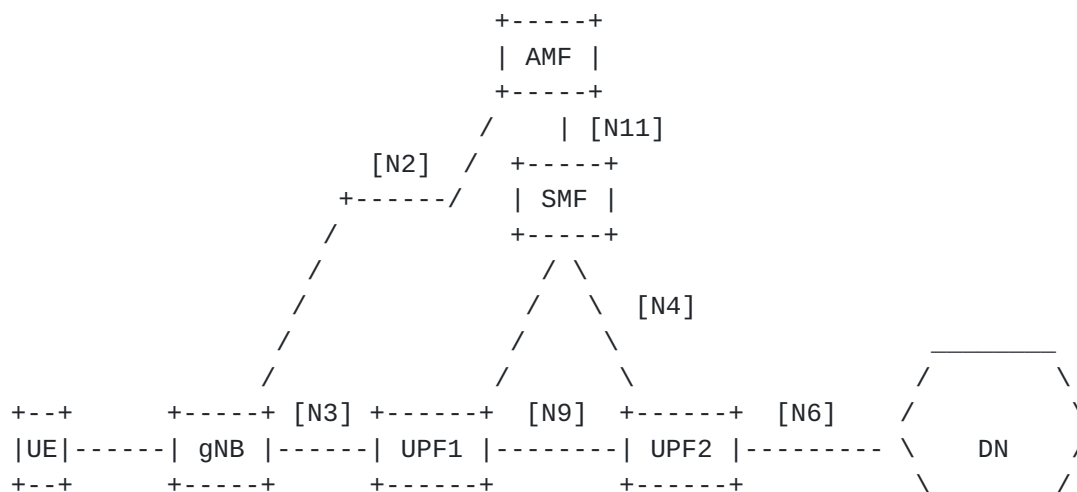 AMF
[N11]
[N2]
SMF
[N4]
[N3] [N9] [N6]
UE gNB UPF1 UPF2 DN